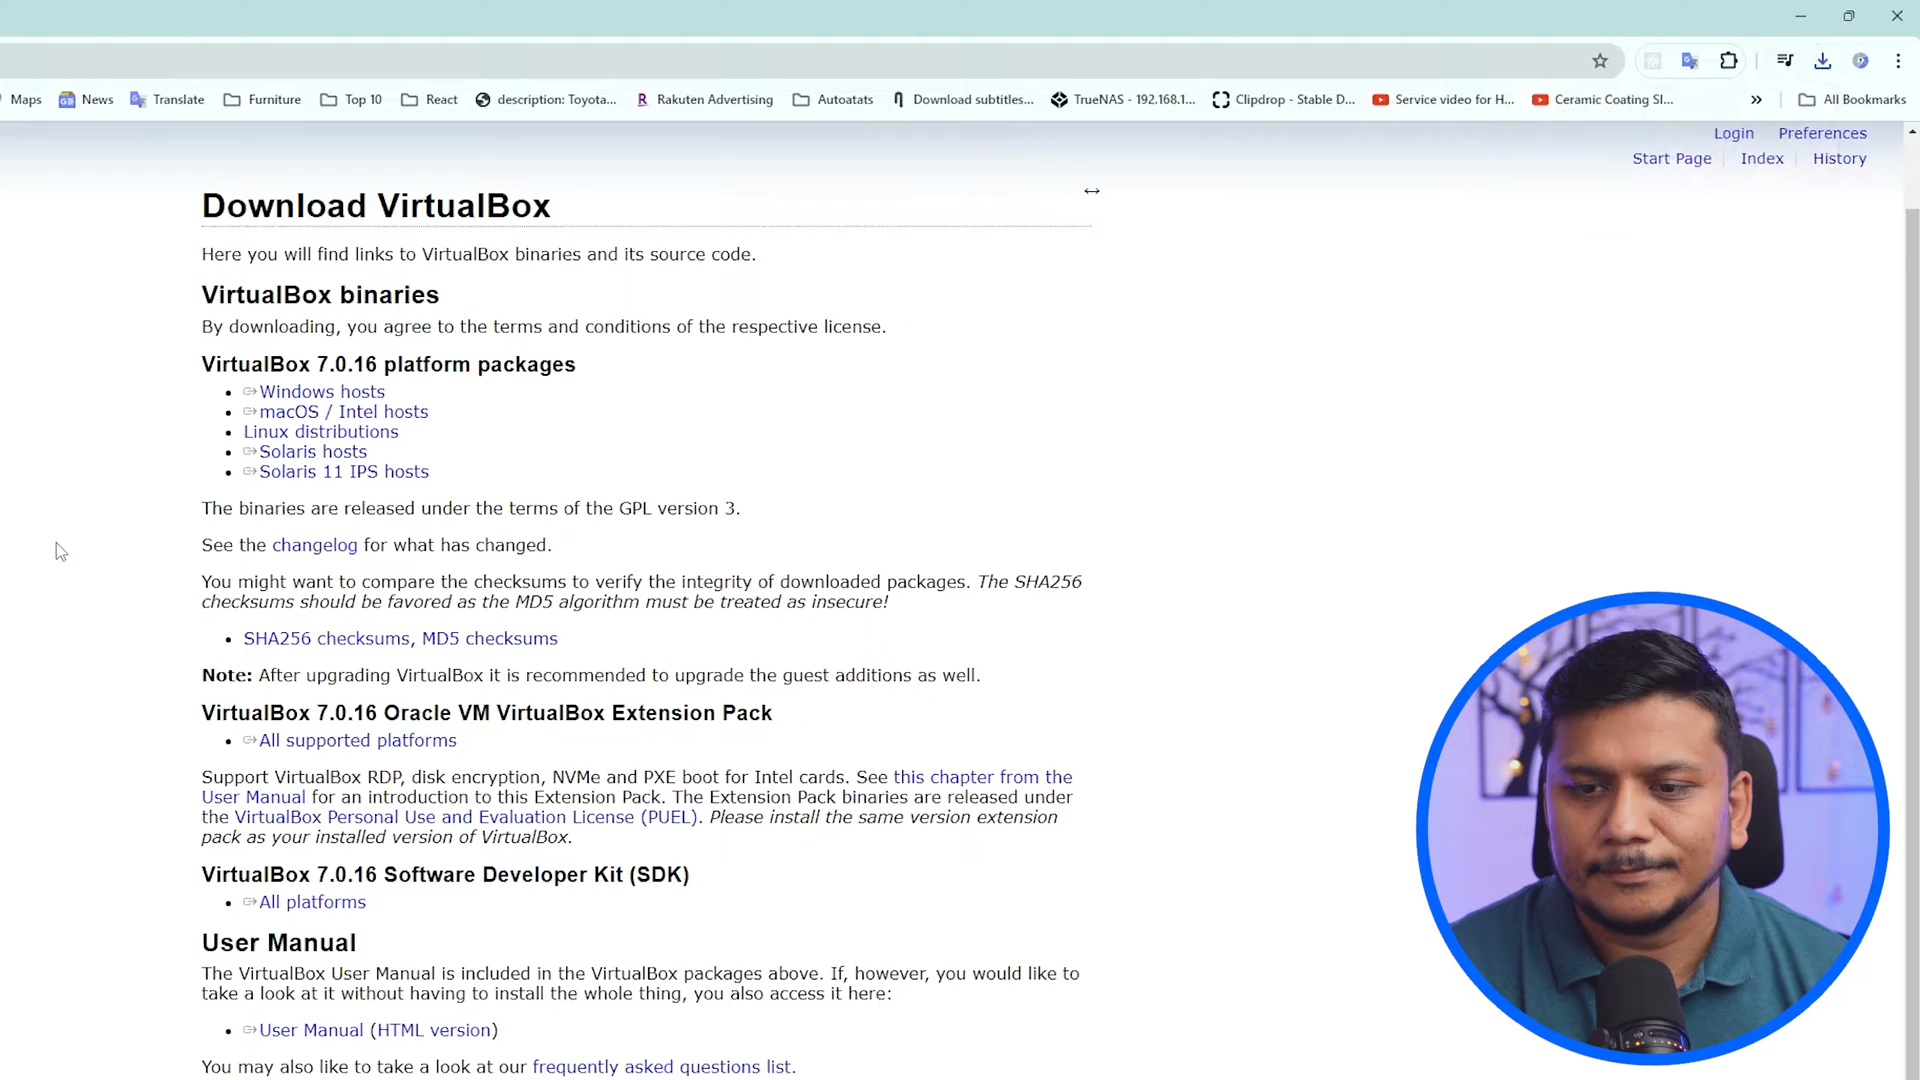 Maps News Translate Furniture Top 10 React description: Toyota... Rakuten Advertising Autoatats Download subtitles... TrueNAS - 192.168.1... Clipdrop - Stable D... Service video for H... Ceramic Coating Sl... » All Bookmarks
Login Preferences
Start Page Index History
Download VirtualBox
Here you will find links to VirtualBox binaries and its source code.
VirtualBox binaries
By downloading, you agree to the terms and conditions of the respective license.
VirtualBox 7.0.16 platform packages
Windows hosts
macOS / Intel hosts
Linux distributions
Solaris hosts
Solaris 11 IPS hosts
The binaries are released under the terms of the GPL version 3.
See the changelog for what has changed.
You might want to compare the checksums to verify the integrity of downloaded packages. The SHA256
checksums should be favored as the MD5 algorithm must be treated as insecure!
SHA256 checksums, MD5 checksums
Note: After upgrading VirtualBox it is recommended to upgrade the guest additions as well.
VirtualBox 7.0.16 Oracle VM VirtualBox Extension Pack
All supported platforms
Support VirtualBox RDP, disk encryption, NVMe and PXE boot for Intel cards. See this chapter from the
User Manual for an introduction to this Extension Pack. The Extension Pack binaries are released under
the VirtualBox Personal Use and Evaluation License (PUEL). Please install the same version extension
pack as your installed version of VirtualBox.
VirtualBox 7.0.16 Software Developer Kit (SDK)
All platforms
User Manual
The VirtualBox User Manual is included in the VirtualBox packages above. If, however, you would like to
take a look at it without having to install the whole thing, you also access it here:
User Manual (HTML version)
You may also like to take a look at our frequently asked questions list.